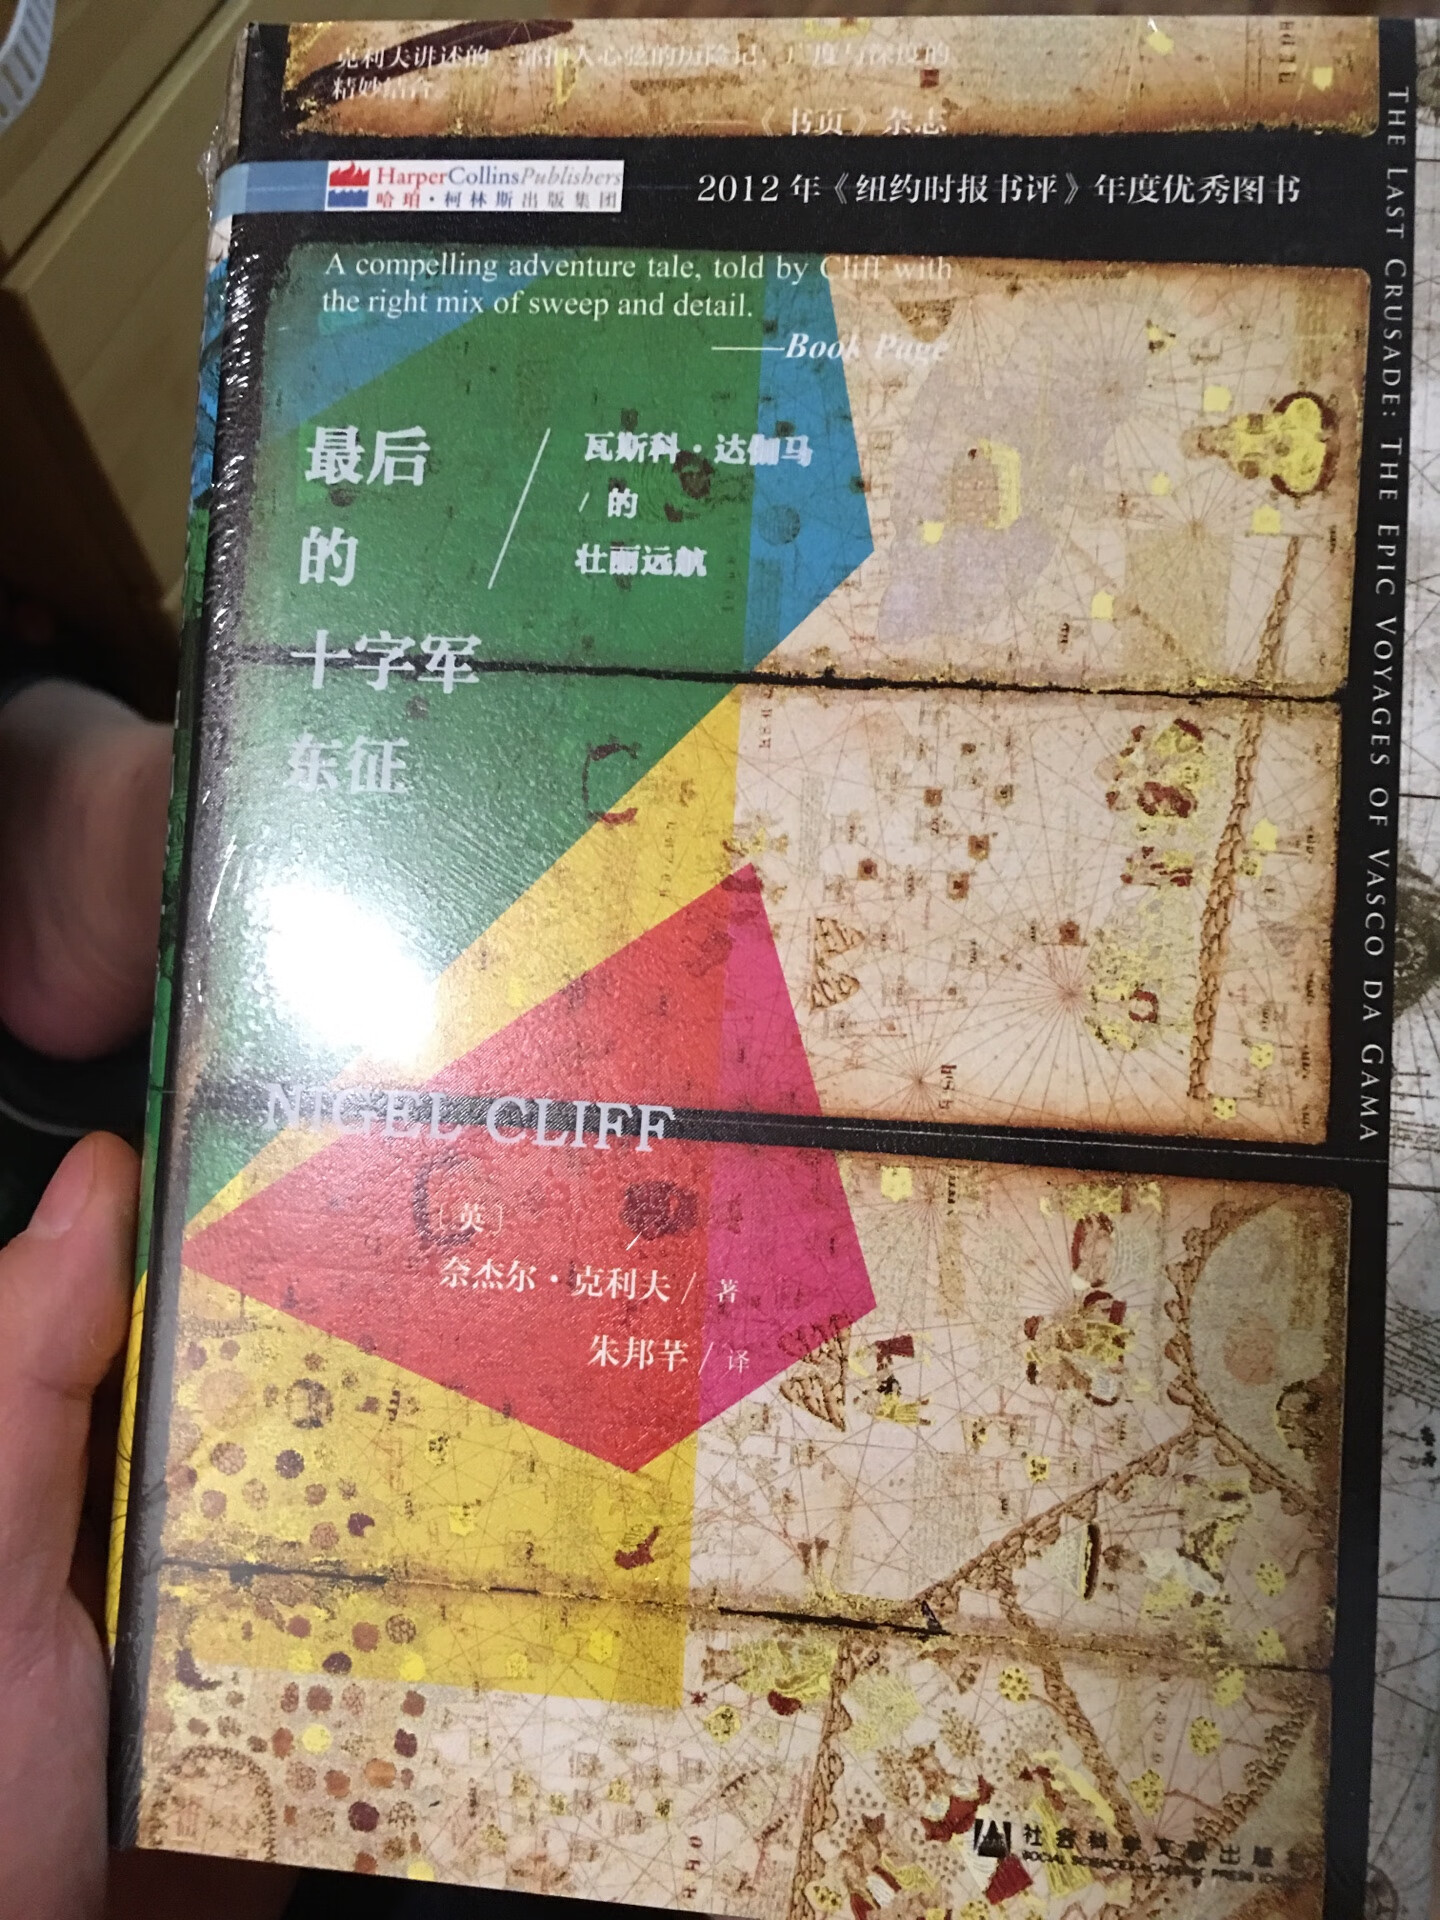 克利夫讲述的一部扣人心弦的历险记，广度与深度的
精妙结合。
——《书页》杂志
HarperCollinsPublishers
哈珀·柯林斯出版集团
2012年《纽约时报书评》年度优秀图书
A compelling adventure tale, told by Cliff with
the right mix of sweep and detail.
——Book Page
最后
的
十字军
东征
瓦斯科·达伽马
/ 的
壮丽远航
NIGEL CLIFF
〔英〕
奈杰尔·克利夫 / 著
朱邦芊 / 译
THE LAST CRUSADE: THE EPIC VOYAGES OF VASCO DA GAMA
社会科学文献出版
SOCIAL SCIENCES ACADEMIC PRESS